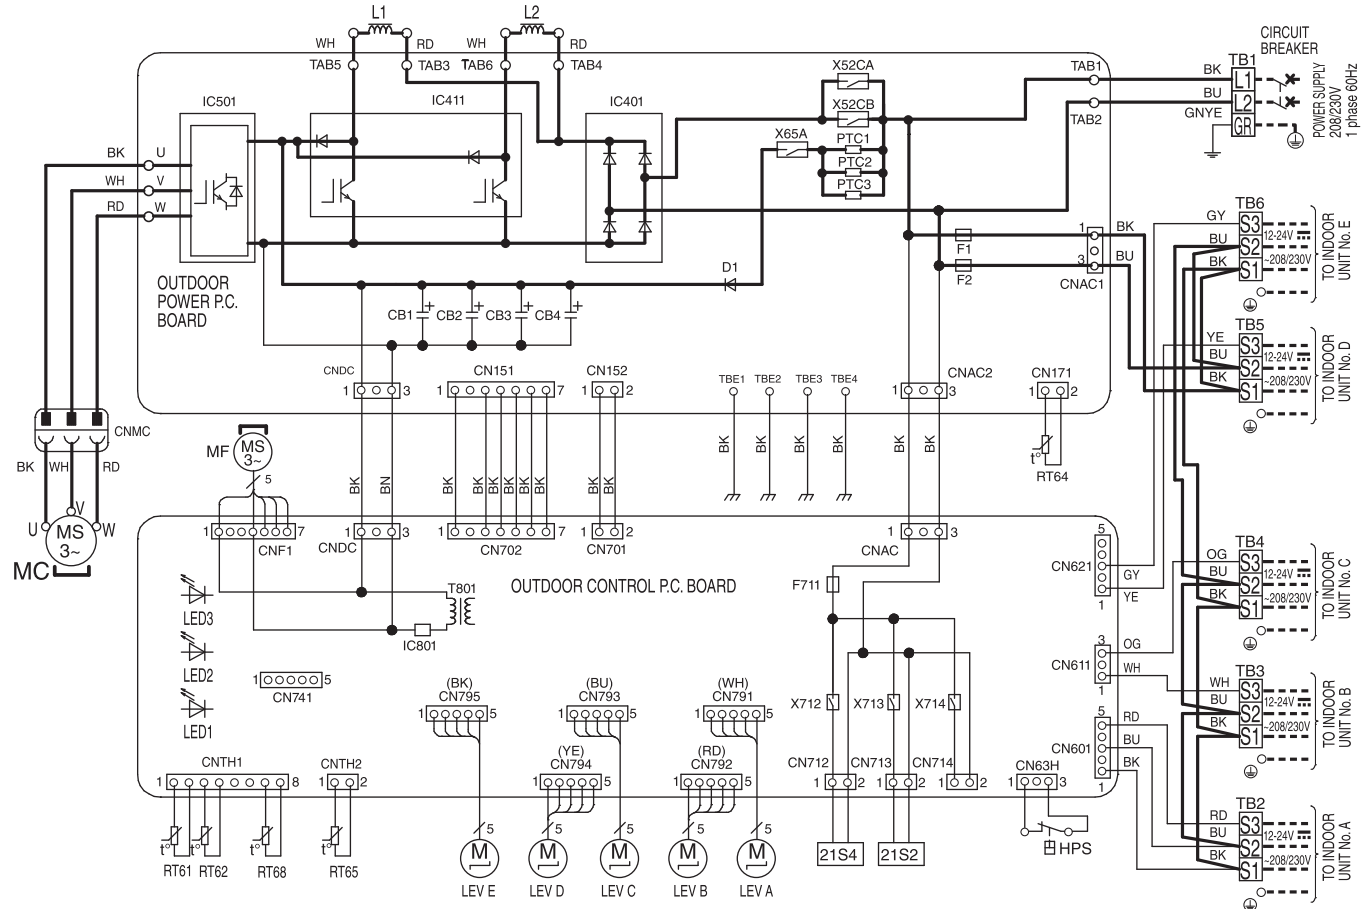 L1
L2
CIRCUIT
BREAKER
WH
RD
WH
RD
TAB5
TAB3
TAB6
TAB4
X52CA
TAB1
BK
TB1
L1
BU
L2
GNYE
GR
TAB2
POWER SUPPLY
208/230V
1 phase 60Hz
IC501
IC411
IC401
X52CB
X65A
PTC1
PTC2
PTC3
BK
U
WH
V
RD
W
OUTDOOR
POWER P.C.
BOARD
D1
F1
F2
1
3
CNAC1
BK
BU
CB1
+
CB2
+
CB3
+
CB4
+
TB6
GY
S3
12-24V
BU
S2
BK
S1
~208/230V
TO INDOOR
UNIT No. E
TB5
YE
S3
12-24V
BU
S2
BK
S1
~208/230V
TO INDOOR
UNIT No. D
CNDC
1
3
CN151
1
7
CN152
1
2
TBE1
TBE2
TBE3
TBE4
CNAC2
1
3
CN171
1
2
t°
RT64
CNMC
BK
WH
RD
U
V
W
MS
3~
MC
MF
MS
3~
5
BK
BN
BK
BK
BK
BK
BK
BK
BK
BK
BK
BK
BK
BK
BK
BK
1
7
CNF1
1
3
CNDC
1
7
CN702
1
2
CN701
1
3
CNAC
OUTDOOR CONTROL P.C. BOARD
F711
T801
IC801
LED3
LED2
LED1
1
5
CN741
5
CN621
1
GY
YE
3
CN611
1
OG
WH
5
CN601
1
RD
BU
BK
TB4
OG
S3
12-24V
BU
S2
BK
S1
~208/230V
TO INDOOR
UNIT No. C
TB3
WH
S3
12-24V
BU
S2
BK
S1
~208/230V
TO INDOOR
UNIT No. B
TB2
RD
S3
12-24V
BU
S2
BK
S1
~208/230V
TO INDOOR
UNIT No. A
(BK)
CN795
1
5
(BU)
CN793
1
5
(WH)
CN791
1
5
(YE)
CN794
1
5
(RD)
CN792
1
5
X712
X713
X714
CN712
1
2
CN713
1
2
CN714
1
2
CN63H
1
3
HPS
CNTH1
1
8
CNTH2
1
2
t°
t°
t°
t°
RT61
RT62
RT68
RT65
5
5
5
5
5
M
M
M
M
M
LEV E
LEV D
LEV C
LEV B
LEV A
21S4
21S2